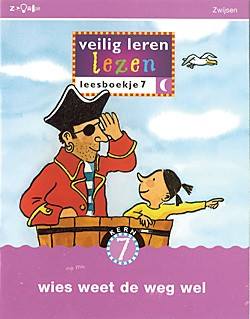 Zwijsen
veilig leren
lezen
leesboekje 7
KERN
7
wies weet de weg wel